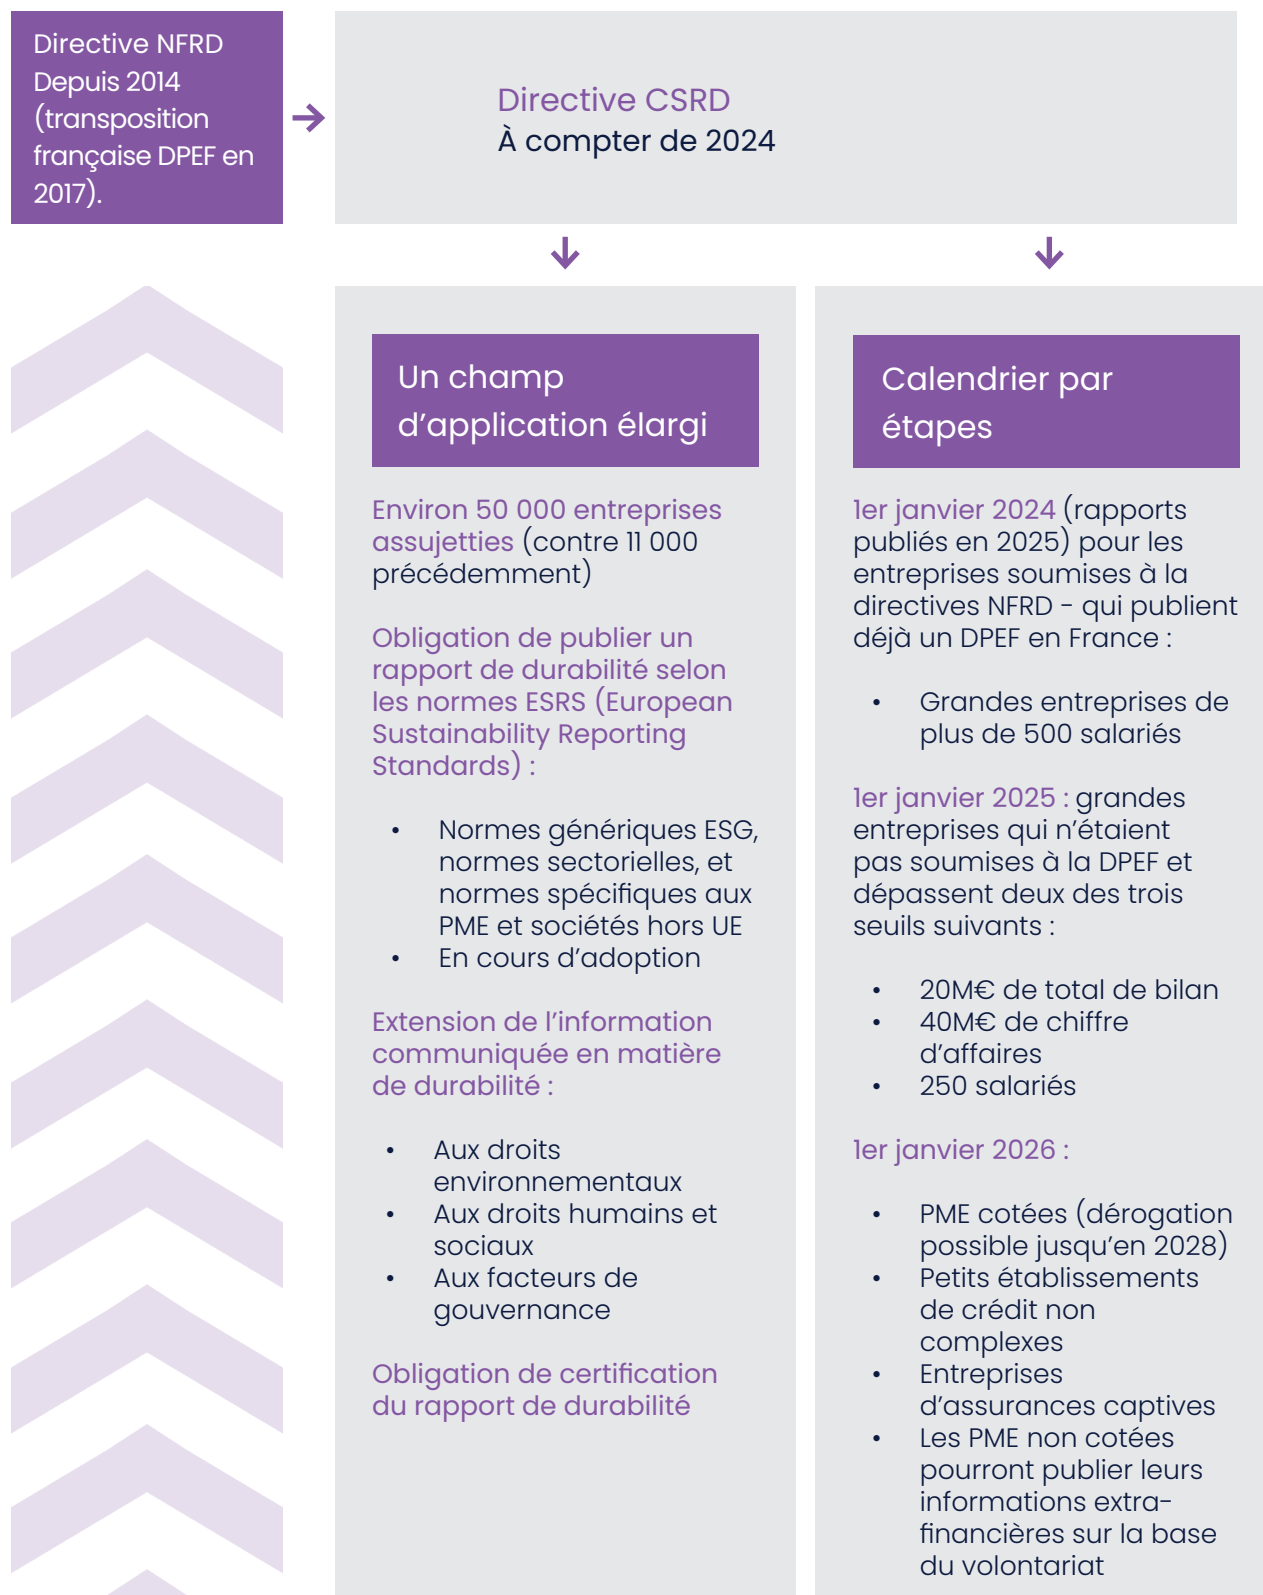 Directive NFRD
Depuis 2014
(transposition
française DPEF en
2017).
Directive CSRD
À compter de 2024
Un champ
d’application élargi
Environ 50 000 entreprises
assujetties (contre 11 000
précédemment)
Obligation de publier un
rapport de durabilité selon
les normes ESRS (European
Sustainability Reporting
Standards) :
• Normes génériques ESG,
normes sectorielles, et
normes spécifiques aux
PME et sociétés hors UE
• En cours d’adoption
Extension de l’information
communiquée en matière
de durabilité :
• Aux droits
environnementaux
• Aux droits humains et
sociaux
• Aux facteurs de
gouvernance
Obligation de certification
du rapport de durabilité
Calendrier par
étapes
1er janvier 2024 (rapports
publiés en 2025) pour les
entreprises soumises à la
directives NFRD - qui publient
déjà un DPEF en France :
• Grandes entreprises de
plus de 500 salariés
1er janvier 2025 : grandes
entreprises qui n’étaient
pas soumises à la DPEF et
dépassent deux des trois
seuils suivants :
• 20M€ de total de bilan
• 40M€ de chiffre
d’affaires
• 250 salariés
1er janvier 2026 :
• PME cotées (dérogation
possible jusqu’en 2028)
• Petits établissements
de crédit non
complexes
• Entreprises
d’assurances captives
• Les PME non cotées
pourront publier leurs
informations extra-
financières sur la base
du volontariat